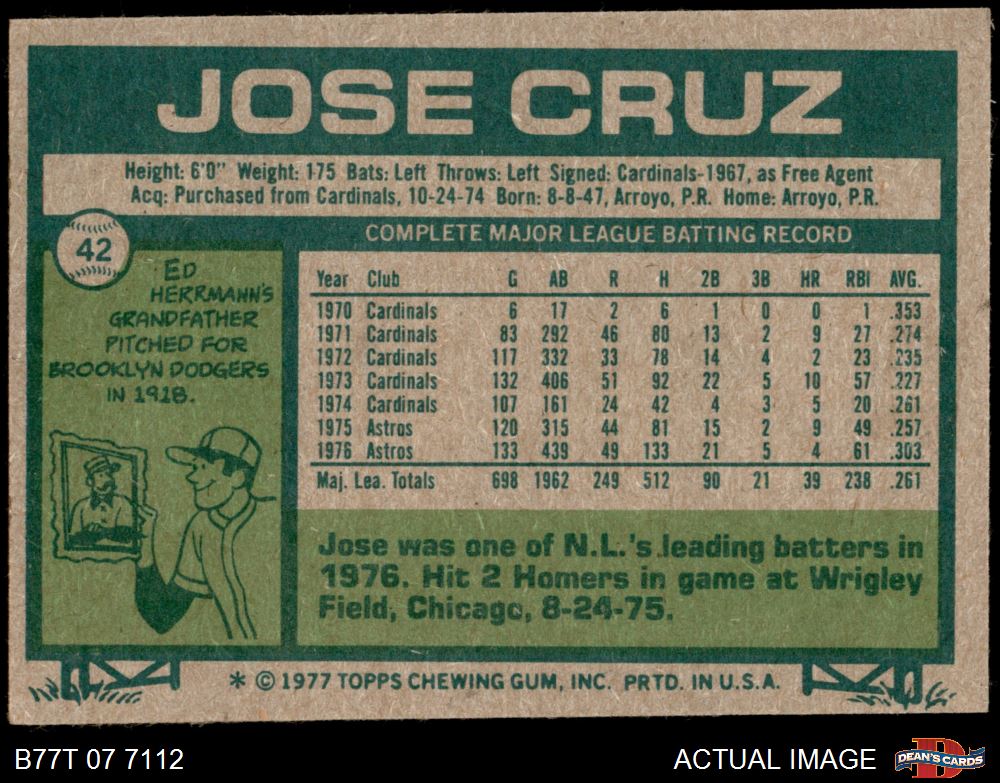 JOSE CRUZ
Height: 6'0" Weight: 175 Bats: Left Throws: Left Signed: Cardinals-1967, as Free Agent
Acq: Purchased from Cardinals, 10-24-74 Born: 8-8-47, Arroyo, P.R. Home: Arroyo, P.R.
42
ED
HERRMANN'S
GRANDFATHER
PITCHED FOR
BROOKLYN DODGERS
IN 1918.
COMPLETE MAJOR LEAGUE BATTING RECORD
Year Club G AB R H 2B 3B HR RBI AVG.
1970 Cardinals 6 17 2 6 1 0 0 1 .353
1971 Cardinals 83 292 46 80 13 2 9 27 .274
1972 Cardinals 117 332 33 78 14 4 2 23 .235
1973 Cardinals 132 406 51 92 22 5 10 57 .227
1974 Cardinals 107 161 24 42 4 3 5 20 .261
1975 Astros 120 315 44 81 15 2 9 49 .257
1976 Astros 133 439 49 133 21 5 4 61 .303
Maj. Lea. Totals 698 1962 249 512 90 21 39 238 .261
Jose was one of N.L.'s leading batters in
1976. Hit 2 Homers in game at Wrigley
Field, Chicago, 8-24-75.
* © 1977 TOPPS CHEWING GUM, INC. PRTD. IN U.S.A.
B77T 07 7112
ACTUAL IMAGE
D
DEAN'S CARDS